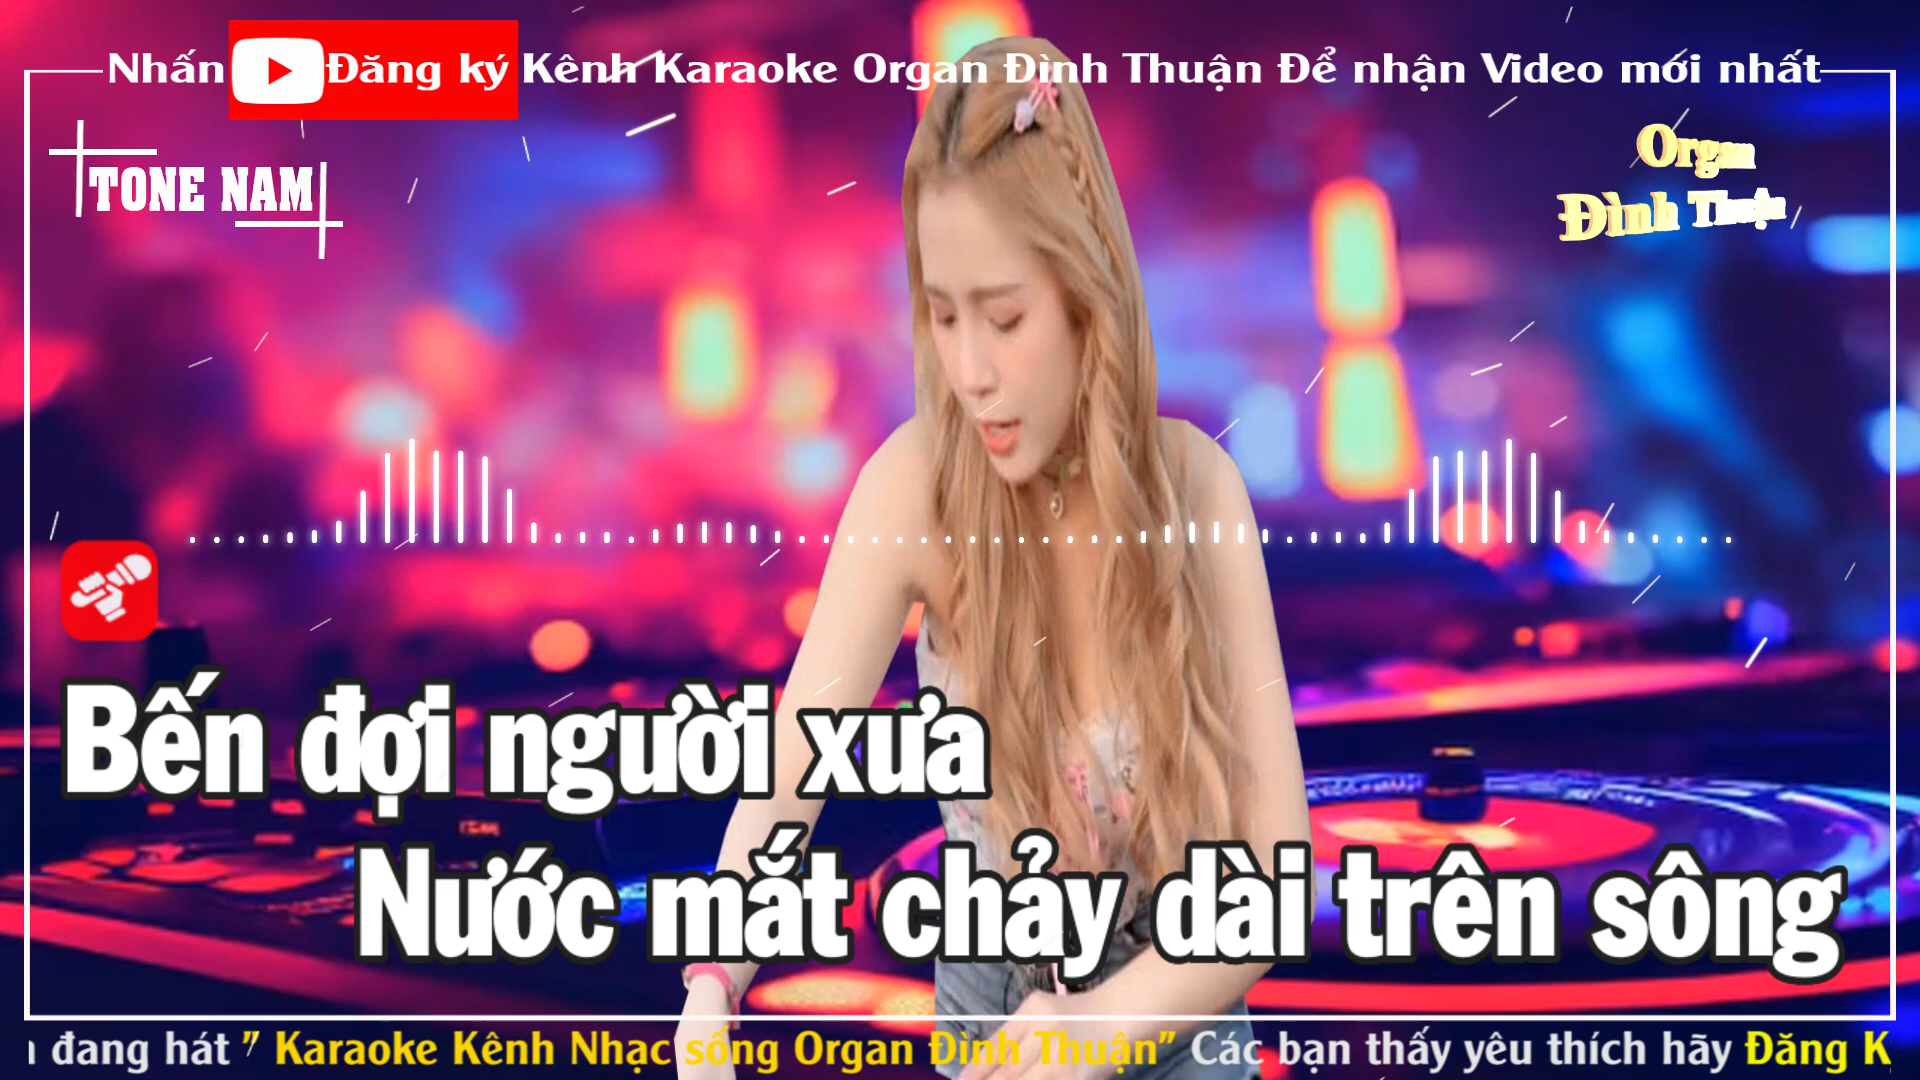 Nhấn Đăng ký Kênh Karaoke Organ Đình Thuận Để nhận Video mới nhất
TONE NAM
Organ
Đình Thuận
Bến đợi người xưa
Nước mắt chảy dài trên sông
đang hát " Karaoke Kênh Nhạc sống Organ Đình Thuận" Các bạn thấy yêu thích hãy Đăng K